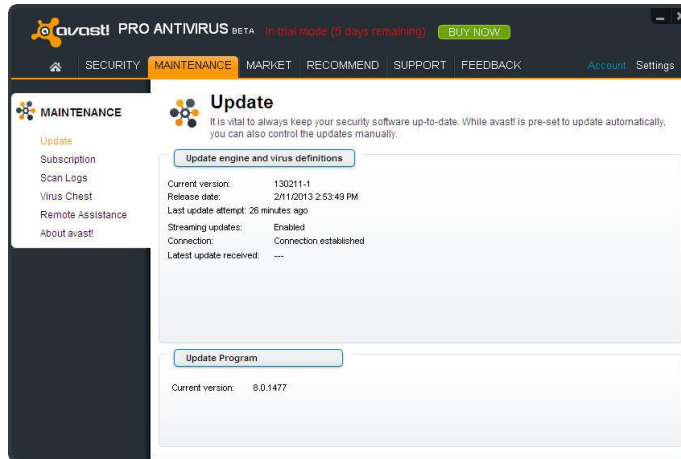 avast! PRO ANTIVIRUS BETA In trial mode (5 days remaining) BUY NOW
SECURITY MAINTENANCE MARKET RECOMMEND SUPPORT FEEDBACK Account Settings
MAINTENANCE
Update
Subscription
Scan Logs
Virus Chest
Remote Assistance
About avast!
Update
It is vital to always keep your security software up-to-date. While avast! is pre-set to update automatically,
you can also control the updates manually.
Update engine and virus definitions
Current version: 130211-1
Release date: 2/11/2013 2:53:49 PM
Last update attempt: 26 minutes ago
Streaming updates: Enabled
Connection: Connection established
Latest update received: ---
Update Program
Current version: 8.0.1477